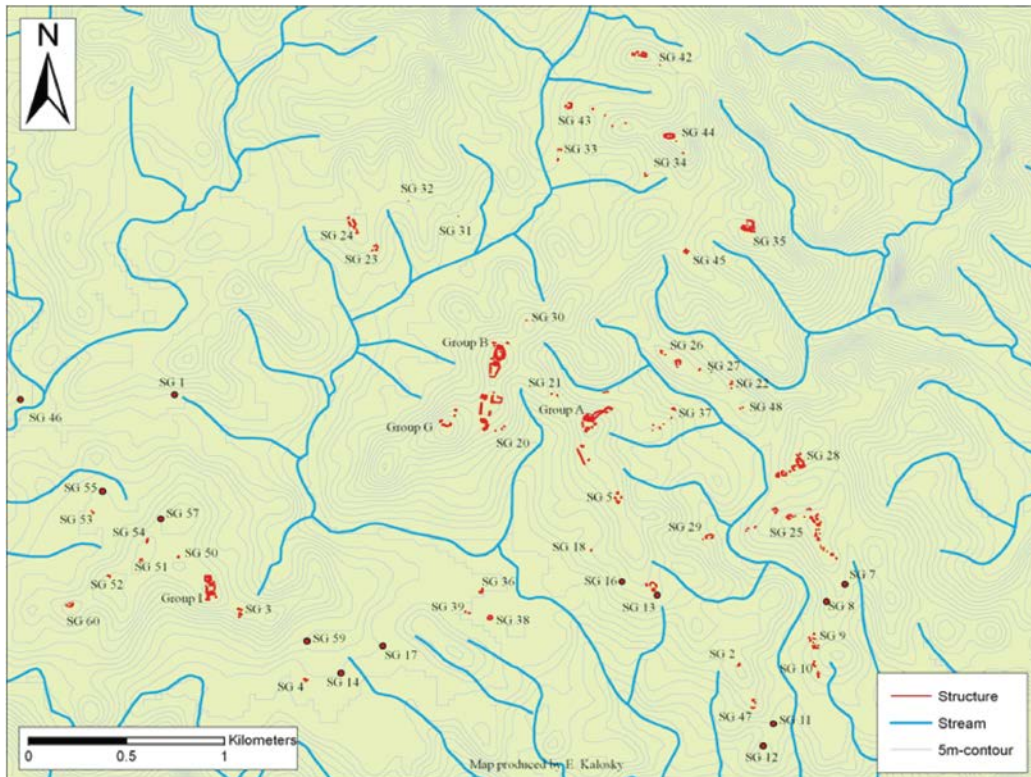 N
SG 42
SG 43
SG 44
SG 33
SG 34
SG 32
SG 31
SG 24
SG 23
SG 35
SG 45
SG 30
Group B
SG 26
SG 27
SG 22
SG 21
SG 1
SG 46
Group A
SG 37
SG 48
Group G
SG 20
SG 28
SG 55
SG 5
SG 53
SG 57
SG 25
SG 54
SG 29
SG 50
SG 18
SG 51
SG 52
SG 16
SG 7
SG 36
Group I
SG 13
SG 8
SG 3
SG 39
SG 38
SG 60
SG 59
SG 9
SG 17
SG 2
SG 10
SG 4
SG 14
SG 47
SG 11
SG 12
Structure
Stream
5m-contour
Kilometers
0 0.5 1
Map produced by E. Kalosky